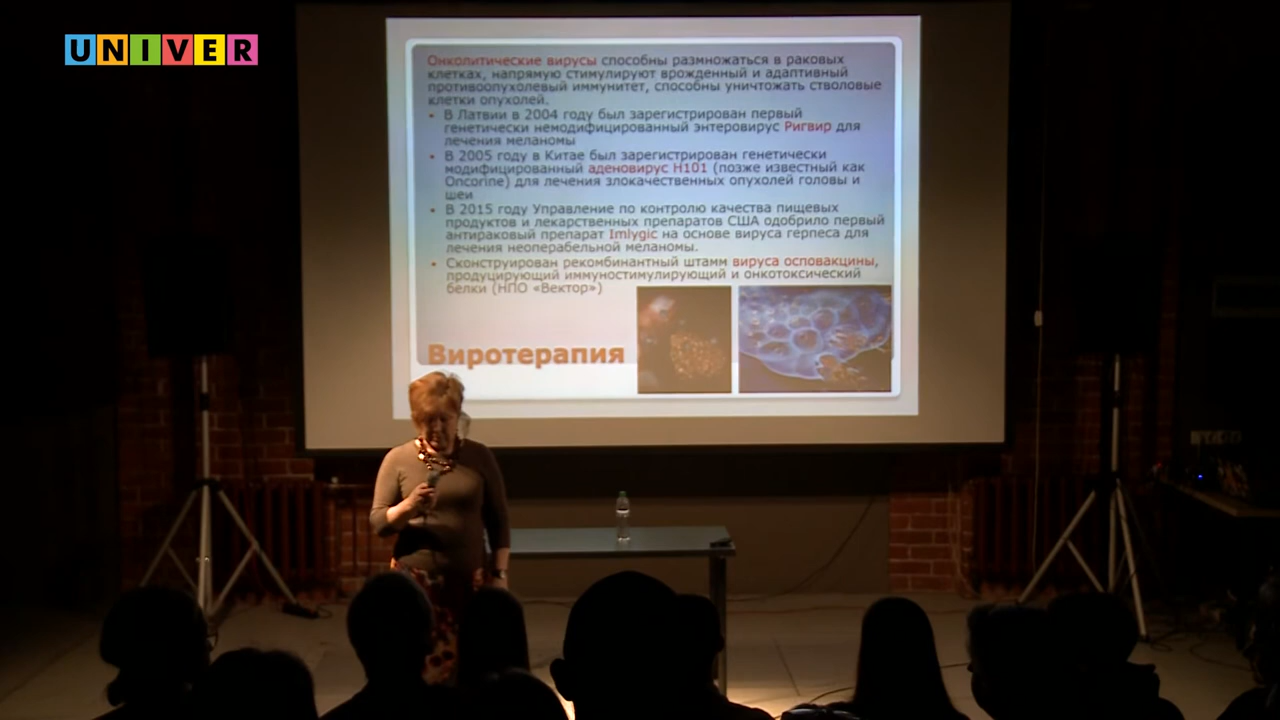 UNIVER
Онколитические вирусы способны размножаться в раковых
клетках, напрямую стимулируют врожденный и адаптивный
противоопухолевый иммунитет, способны уничтожать стволовые
клетки опухолей.
• В Латвии в 2004 году был зарегистрирован первый
генетически немодифицированный энтеровирус Ригвир для
лечения меланомы
• В 2005 году в Китае был зарегистрирован генетически
модифицированный аденовирус H101 (позже известный как
Oncorine) для лечения злокачественных опухолей головы и
шеи
• В 2015 году Управление по контролю качества пищевых
продуктов и лекарственных препаратов США одобрило первый
антираковый препарат Imlygic на основе вируса герпеса для
лечения неоперабельной меланомы.
• Сконструирован рекомбинантный штамм вируса осповакцины,
продуцирующий иммуностимулирующий и онкотоксический
белки (НПО «Вектор»)
Виротерапия